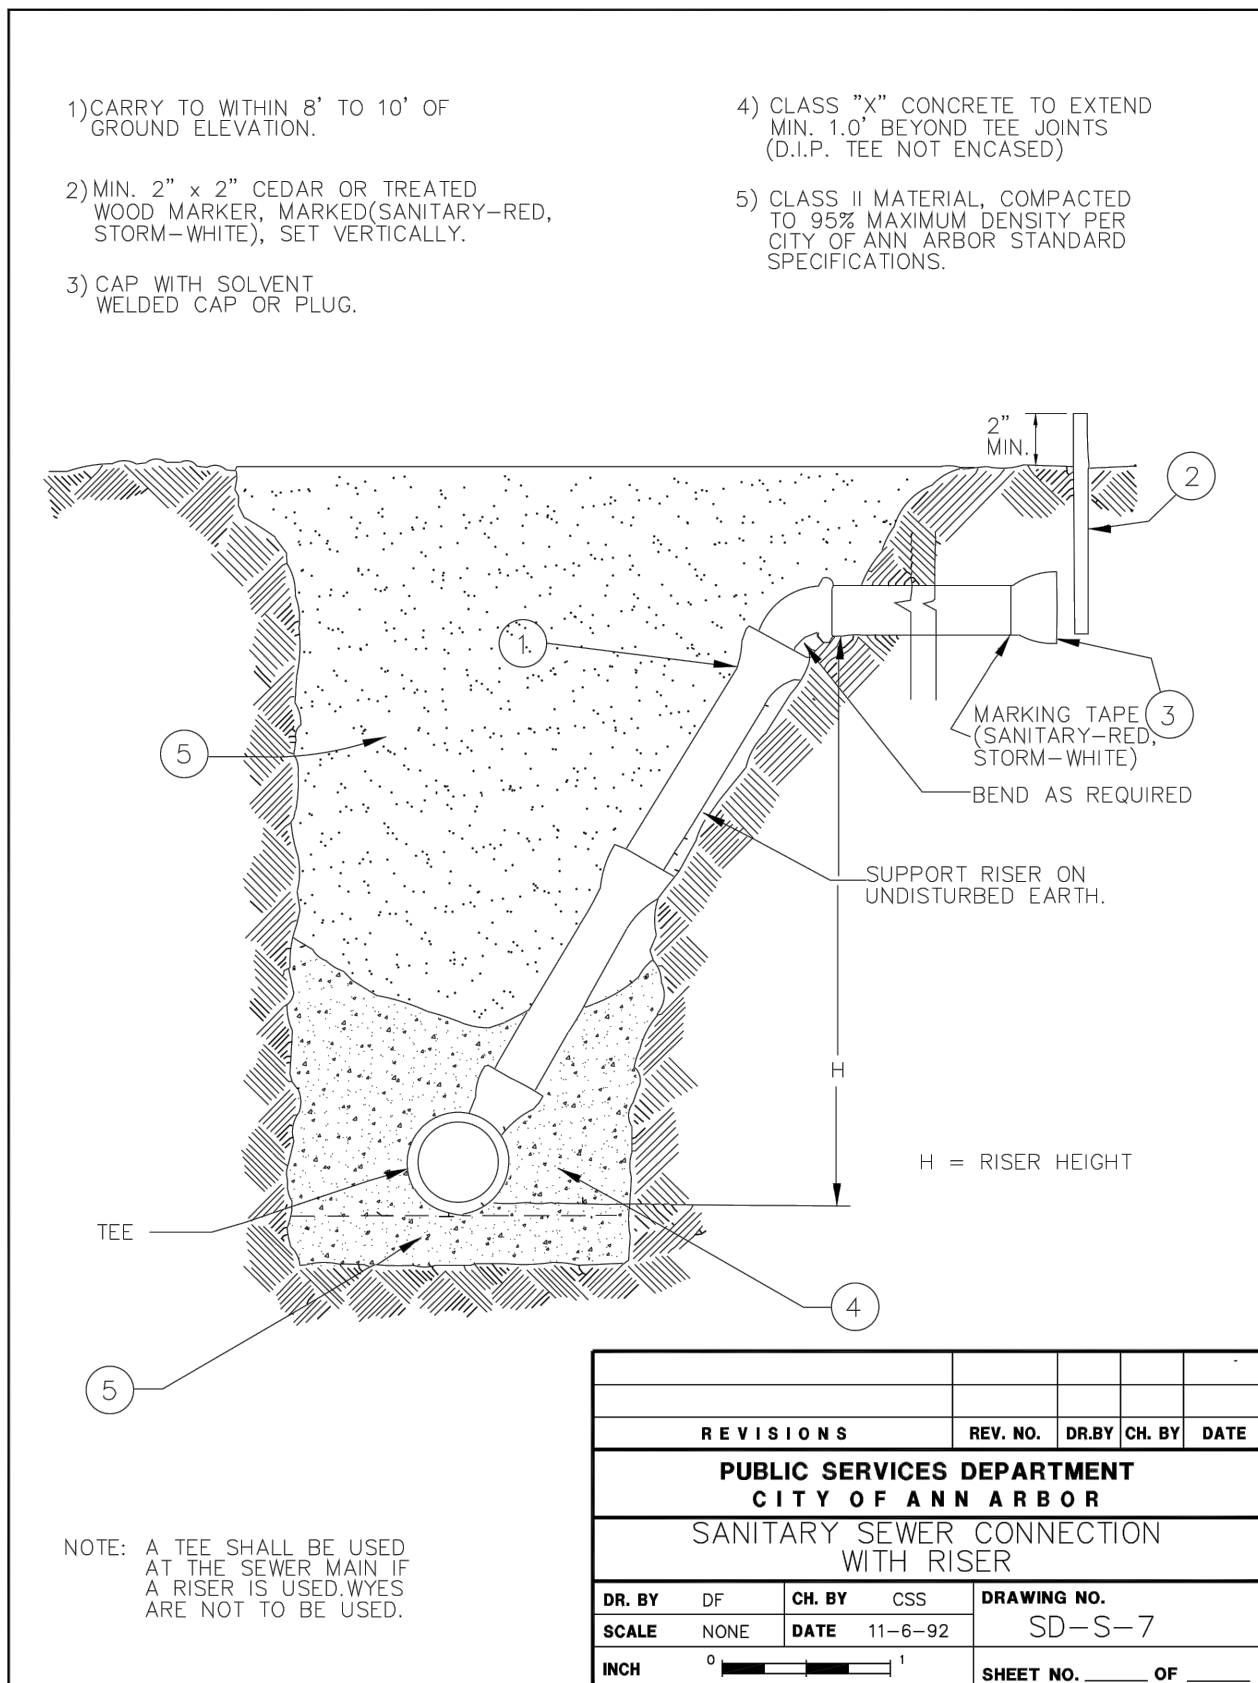 1) CARRY TO WITHIN 8' TO 10' OF
GROUND ELEVATION.
2) MIN. 2" x 2" CEDAR OR TREATED
WOOD MARKER, MARKED(SANITARY-RED,
STORM-WHITE), SET VERTICALLY.
3) CAP WITH SOLVENT
WELDED CAP OR PLUG.
4) CLASS "X" CONCRETE TO EXTEND
MIN. 1.0' BEYOND TEE JOINTS
(D.I.P. TEE NOT ENCASED)
5) CLASS II MATERIAL, COMPACTED
TO 95% MAXIMUM DENSITY PER
CITY OF ANN ARBOR STANDARD
SPECIFICATIONS.
2"
MIN.
2
1
3
MARKING TAPE
(SANITARY-RED,
STORM-WHITE)
5
BEND AS REQUIRED
SUPPORT RISER ON
UNDISTURBED EARTH.
H
H = RISER HEIGHT
TEE
4
5
NOTE: A TEE SHALL BE USED
AT THE SEWER MAIN IF
A RISER IS USED.WYES
ARE NOT TO BE USED.
REVISIONS REV. NO. DR.BY CH. BY DATE
PUBLIC SERVICES DEPARTMENT
CITY OF ANN ARBOR
SANITARY SEWER CONNECTION
WITH RISER
DR. BY DF CH. BY CSS DRAWING NO.
SCALE NONE DATE 11-6-92 SD-S-7
INCH 0 1 SHEET NO. ______ OF ______